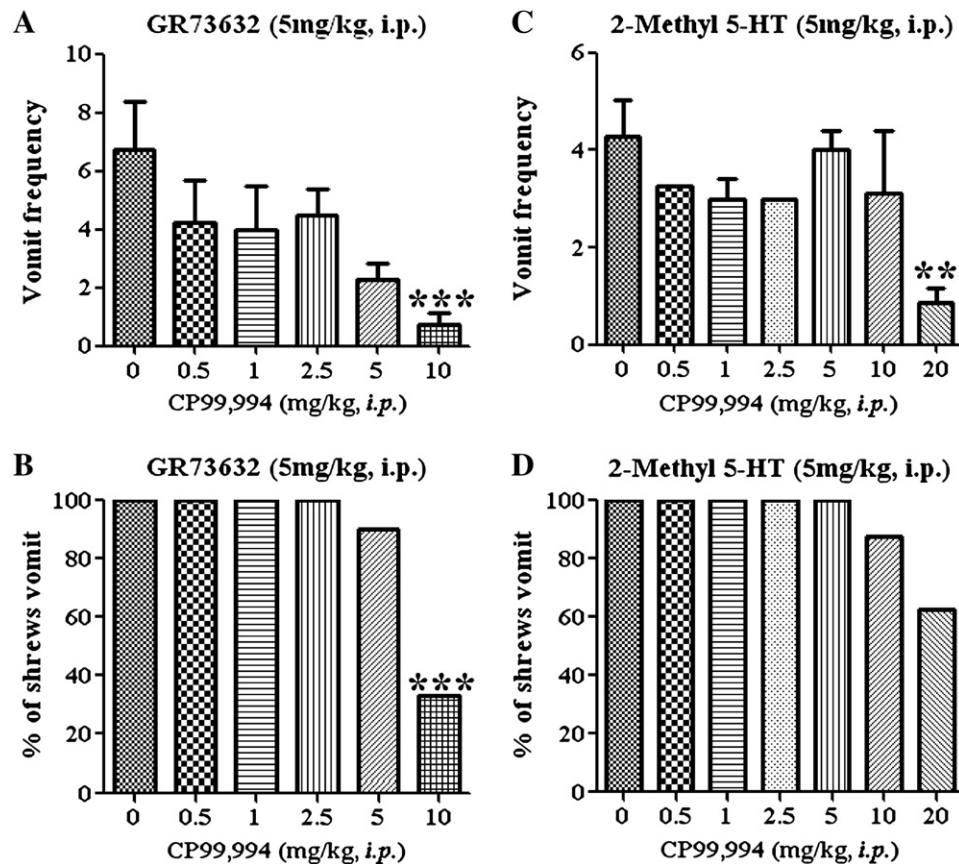 A
GR73632 (5mg/kg, i.p.)
Vomit frequency
10
8
6
4
2
0
***
0 0.5 1 2.5 5 10
CP99,994 (mg/kg, i.p.)
C
2-Methyl 5-HT (5mg/kg, i.p.)
Vomit frequency
6
4
2
0
**
0 0.5 1 2.5 5 10 20
CP99,994 (mg/kg, i.p.)
B
GR73632 (5mg/kg, i.p.)
% of shrews vomit
100
80
60
40
20
0
***
0 0.5 1 2.5 5 10
CP99,994 (mg/kg, i.p.)
D
2-Methyl 5-HT (5mg/kg, i.p.)
% of shrews vomit
100
80
60
40
20
0
0 0.5 1 2.5 5 10 20
CP99,994 (mg/kg, i.p.)